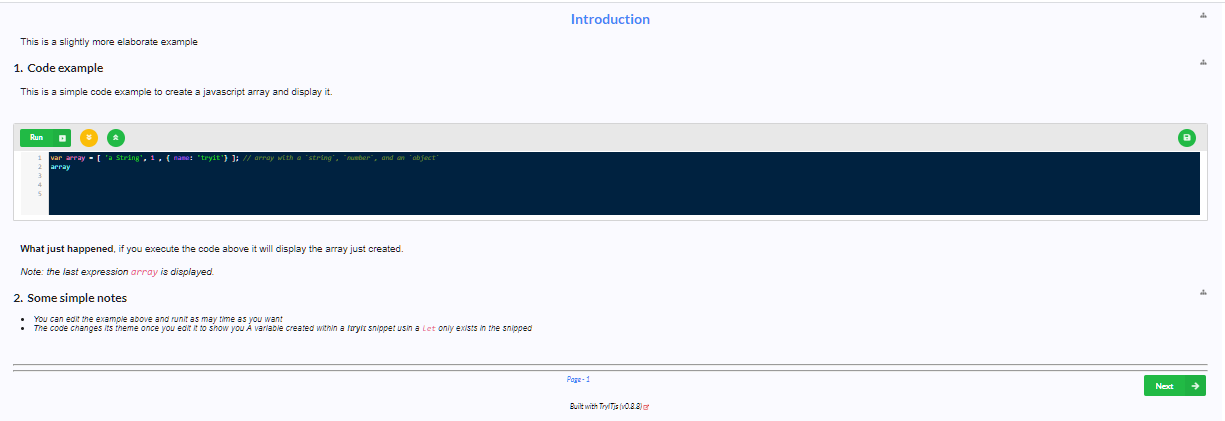 Introduction
This is a slightly more elaborate example
1. Code example
This is a simple code example to create a javascript array and display it.
Run
1 var array = [ 'a String', 1 , { name: 'tryit'} ]; // array with a `string`, `number`, and an `object`
2 array
3
4
5
What just happened, if you execute the code above it will display the array just created.
Note: the last expression array is displayed.
2. Some simple notes
• You can edit the example above and runit as may time as you want
• The code changes its theme once you edit it to show you A variable created within a tryit snippet usin a let only exists in the snipped
Page - 1
Next
Built with TryITjs (v0.8.8)